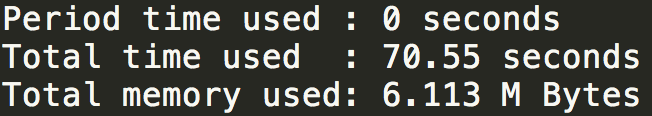 Period time used : 0 seconds
Total time used  : 70.55 seconds
Total memory used: 6.113 M Bytes